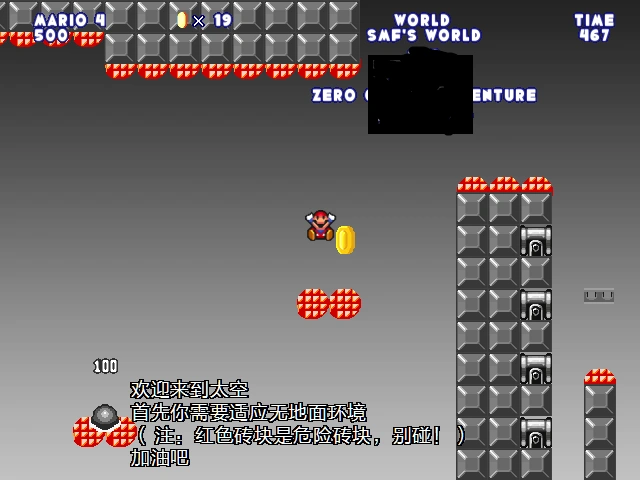 MARIO 4
× 19
WORLD
TIME
500
SMF'S WORLD
467
ZERO
ENTURE
100
欢迎来到太空
首先你需要适应无地面环境
（ 注：红色砖块是危险砖块，别碰！ ）
加油吧